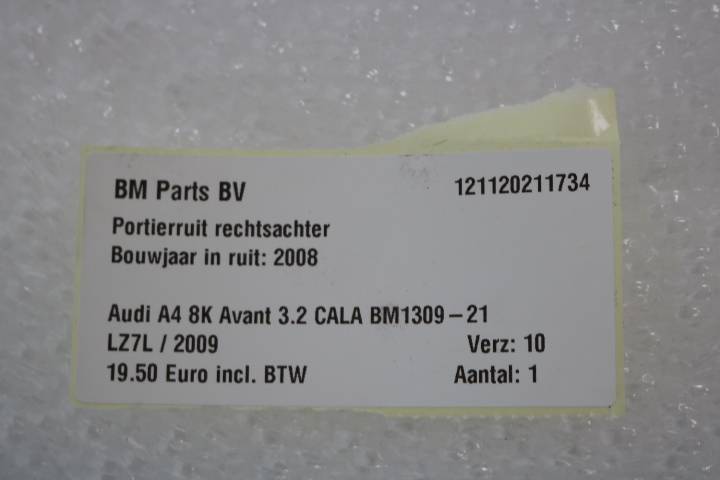 BM Parts BV 121120211734
Portierruit rechtsachter
Bouwjaar in ruit: 2008
Audi A4 8K Avant 3.2 CALA BM1309-21
LZ7L / 2009 Verz: 10
19.50 Euro incl. BTW Aantal: 1